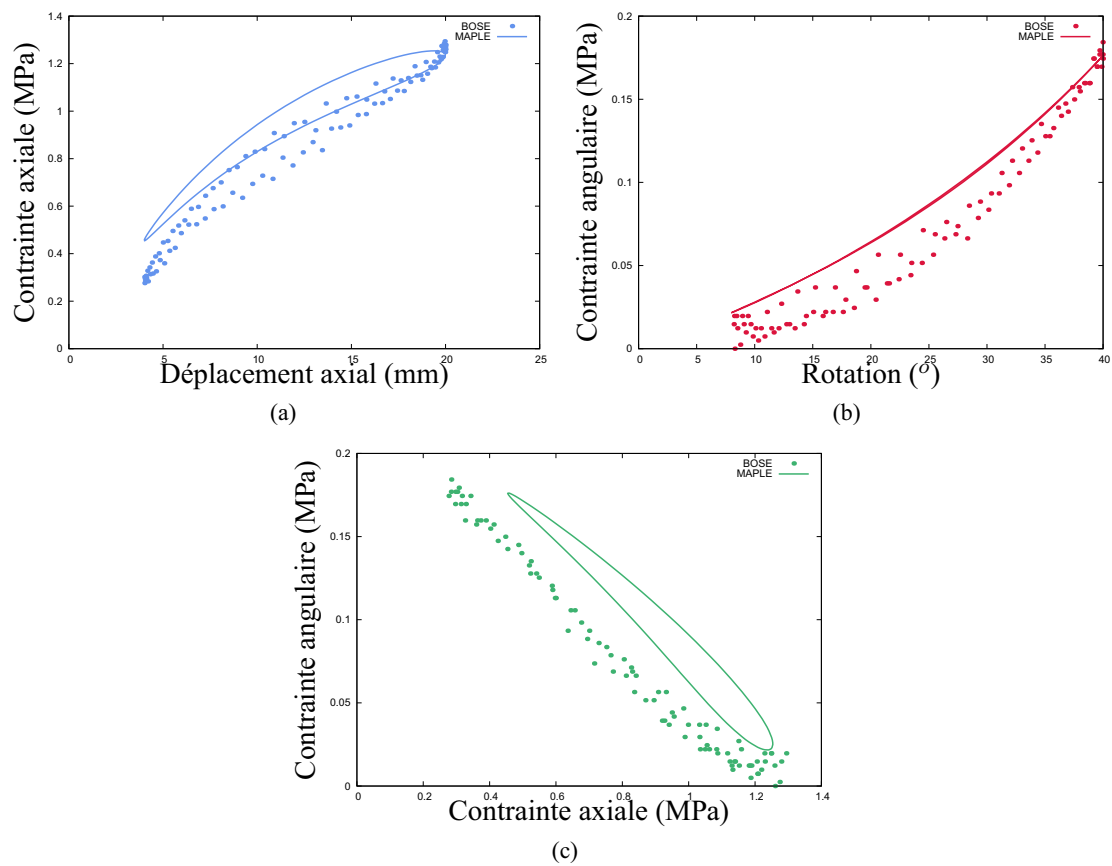 1.4
1.2
1
0.8
0.6
0.4
0.2
0
5
10
15
20
25
BOSE
MAPLE
Contrainte axiale (MPa)
Déplacement axial (mm)
(a)
0.2
0.15
0.1
0.05
0
5
10
15
20
25
30
35
40
BOSE
MAPLE
Contrainte angulaire (MPa)
Rotation (°)
(b)
0.2
0.15
0.1
0.05
0
0
0.2
0.4
0.6
0.8
1
1.2
1.4
BOSE
MAPLE
Contrainte angulaire (MPa)
Contrainte axiale (MPa)
(c)